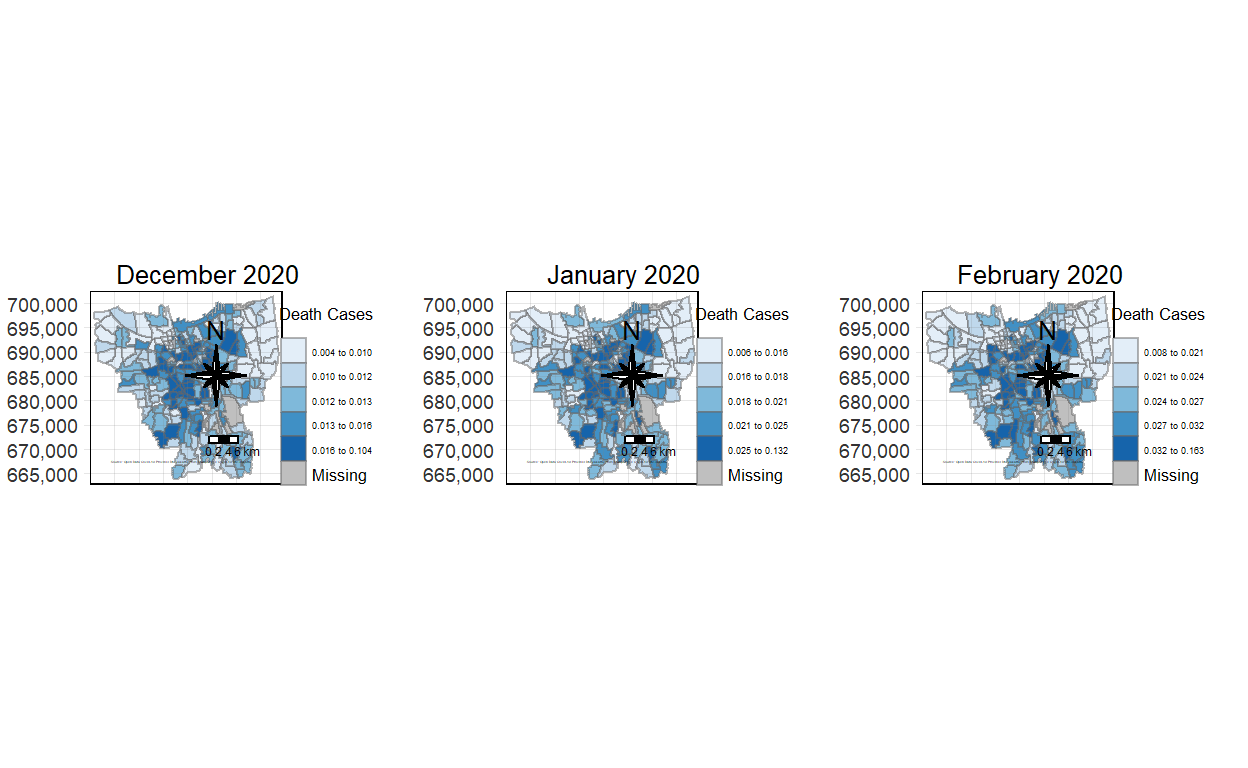 December 2020
700,000
695,000
690,000
685,000
680,000
675,000
670,000
665,000
N
0 2 4 6 km
Death Cases
0.004 to 0.010
0.010 to 0.012
0.012 to 0.013
0.013 to 0.016
0.016 to 0.104
Missing
January 2020
700,000
695,000
690,000
685,000
680,000
675,000
670,000
665,000
N
0 2 4 6 km
Death Cases
0.006 to 0.016
0.016 to 0.018
0.018 to 0.021
0.021 to 0.025
0.025 to 0.132
Missing
February 2020
700,000
695,000
690,000
685,000
680,000
675,000
670,000
665,000
N
0 2 4 6 km
Death Cases
0.008 to 0.021
0.021 to 0.024
0.024 to 0.027
0.027 to 0.032
0.032 to 0.163
Missing